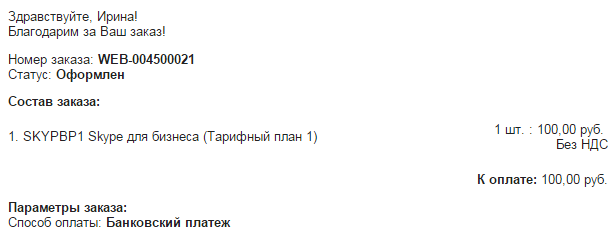 Здравствуйте, Ирина!
Благодарим за Ваш заказ!
Номер заказа: WEB-004500021
Статус: Оформлен
Состав заказа:
1. SKYPBP1 Skype для бизнеса (Тарифный план 1) 1 шт. : 100,00 руб.
Без НДС
К оплате: 100,00 руб.
Параметры заказа:
Способ оплаты: Банковский платеж